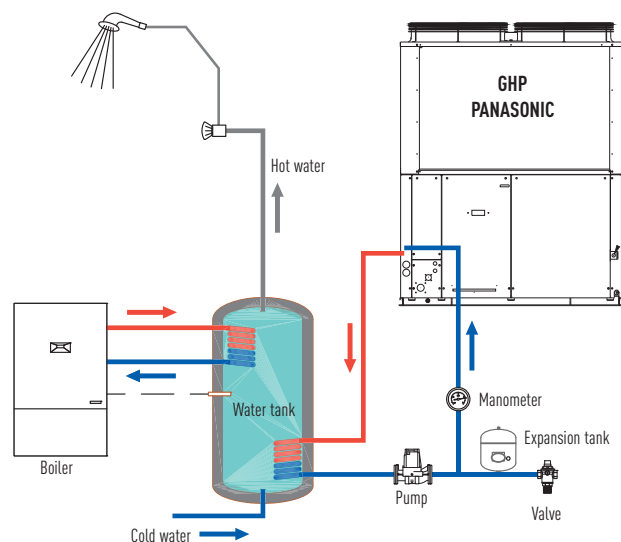 GHP
PANASONIC
Hot water
Water tank
Manometer
Expansion tank
Boiler
Pump
Valve
Cold water